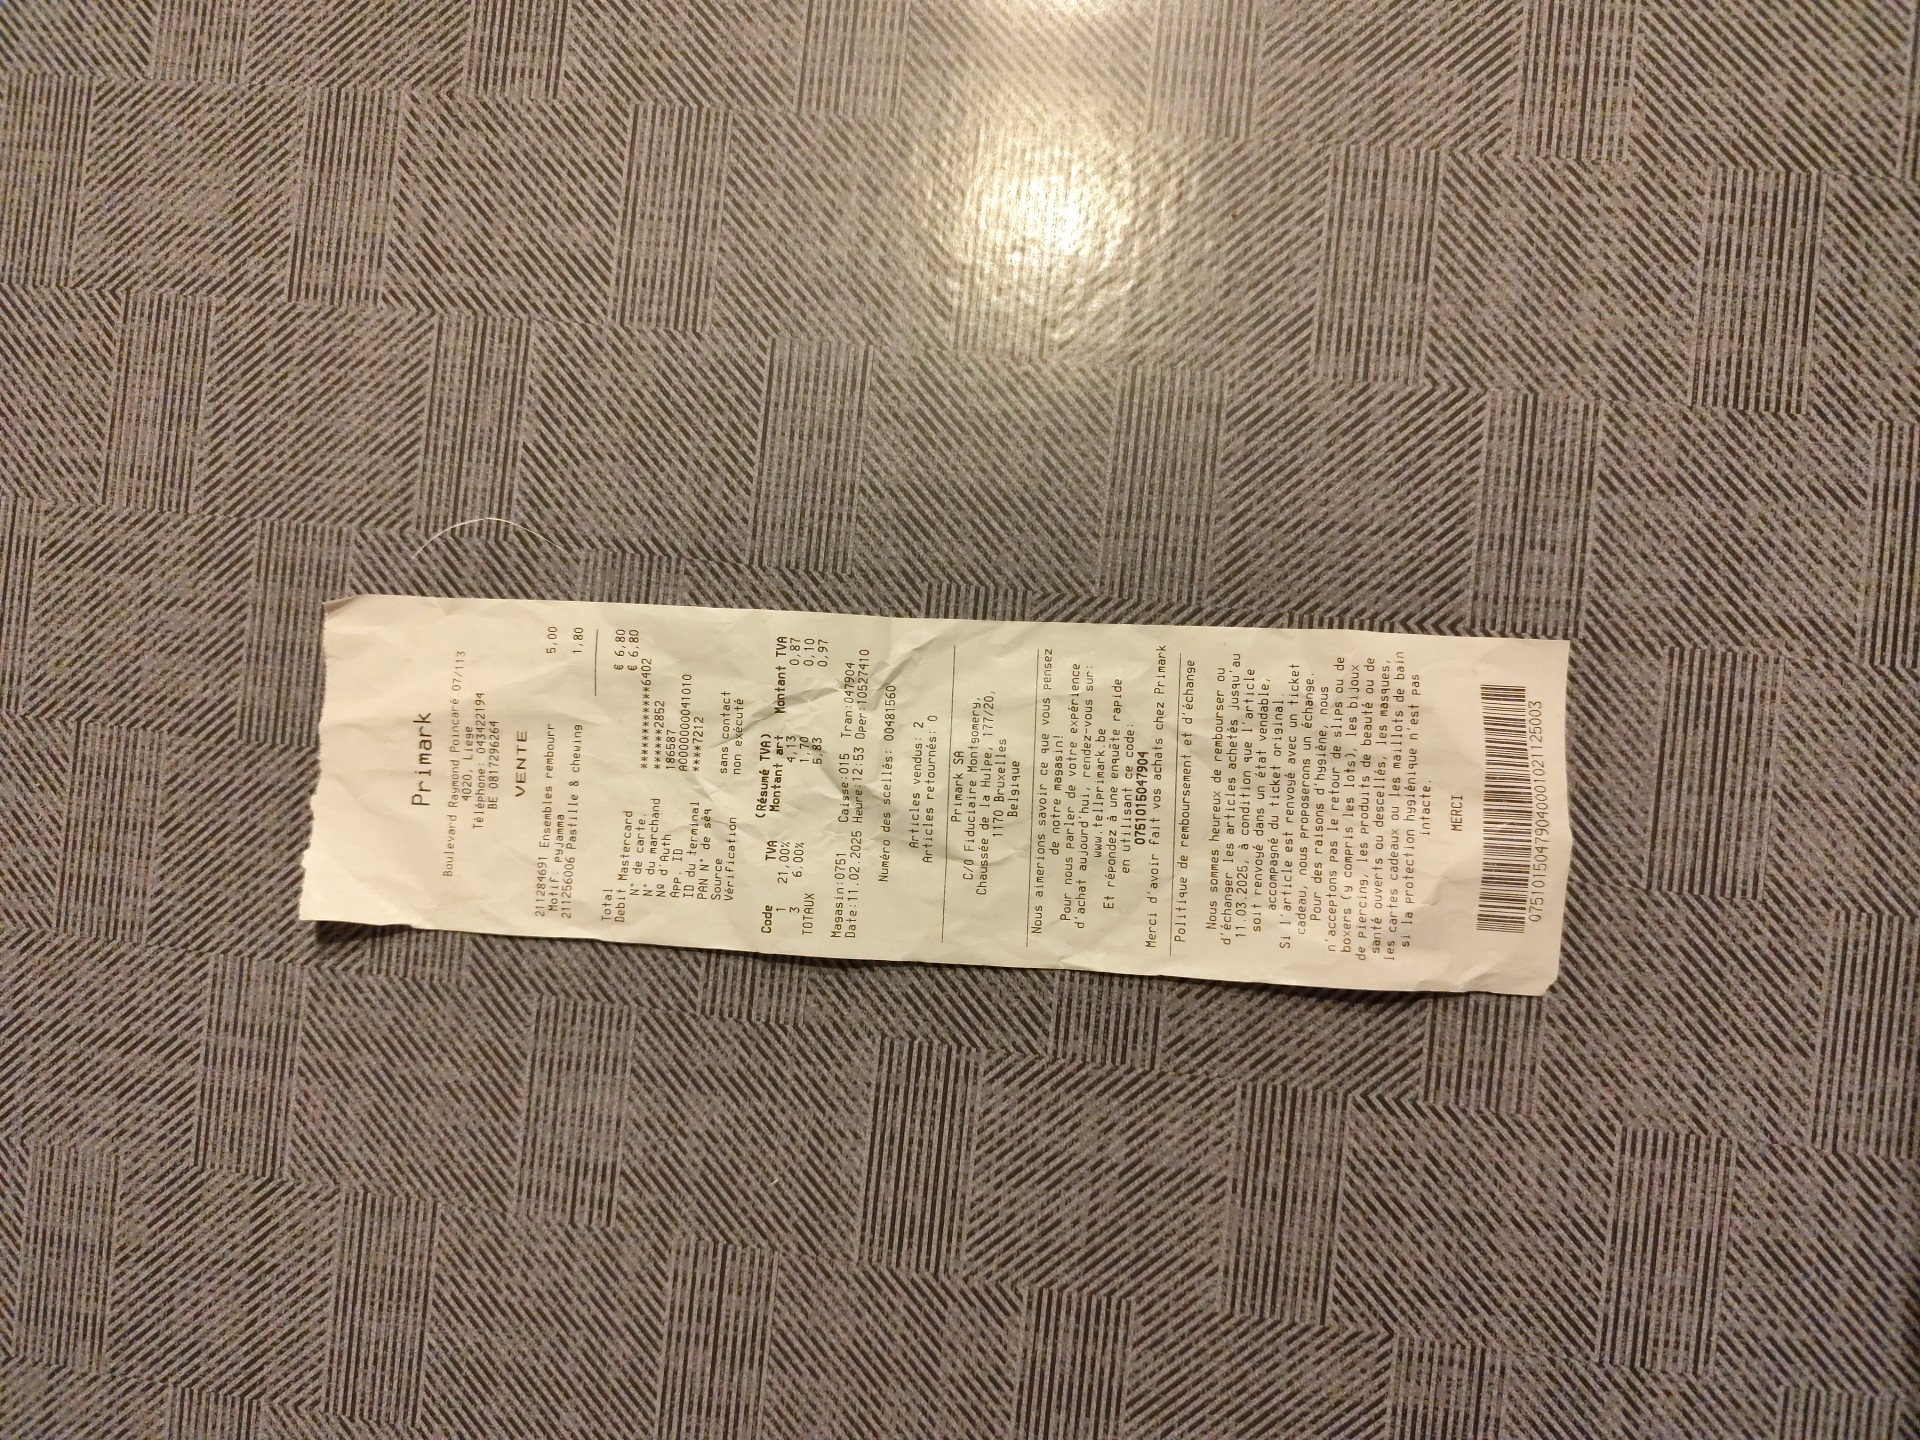 Primark
Boulevard Raymond Poincaré 07/113
4020, Liege
Téléphone: 043422194
BE 0817296264
VENTE
211284691 Ensembles rembourr 5,00
Motif: pyjamma
211256006 Pastille & chewing 1,80
Total € 6,80
Debit Mastercard € 6,80
N° de carte. ************6402
N° du marchand ******2852
Nº d'Auth 186587
App. ID A0000000041010
ID du terminal ****7212
PAN N° de séq
Source sans contact
Vérification non exécuté
(Résumé TVA)
Code TVA Montant art Montant TVA
1 21.00% 4,13 0,87
3 6.00% 1,70 0,10
TOTAUX 5,83 0,97
Magasin:0751 Caisse:015 Tran:047904
Date:11.02.2025 Heure:12:53 Oper:10527410
Numéro des scellés: 00481560
Articles vendus: 2
Articles retournés: 0
Primark SA
C/O Fiduciaire Montgomery,
Chaussée de la Hulpe, 177/20,
1170 Bruxelles
Belgique
Nous aimerions savoir ce que vous pensez
de notre magasin!
Pour nous parler de votre expérience
d'achat aujourd'hui, rendez-vous sur:
www.tellprimark.be
Et répondez à une enquête rapide
en utilisant ce code:
0751015047904
Merci d'avoir fait vos achats chez Primark
Politique de remboursement et d'échange
Nous sommes heureux de rembourser ou
d'échanger les articles achetés jusqu'au
11.03.2025, à condition que l'article
soit renvoyé dans un état vendable,
accompagné du ticket original.
Si l'article est renvoyé avec un ticket
cadeau, nous proposerons un échange.
Pour des raisons d'hygiène, nous
n'acceptons pas le retour de slips ou de
boxers (y compris les lots), les bijoux
de piercing, les produits de beauté ou de
santé ouverts ou descellés, les masques,
les cartes cadeaux ou les maillots de bain
si la protection hygiénique n'est pas
intacte.
MERCI